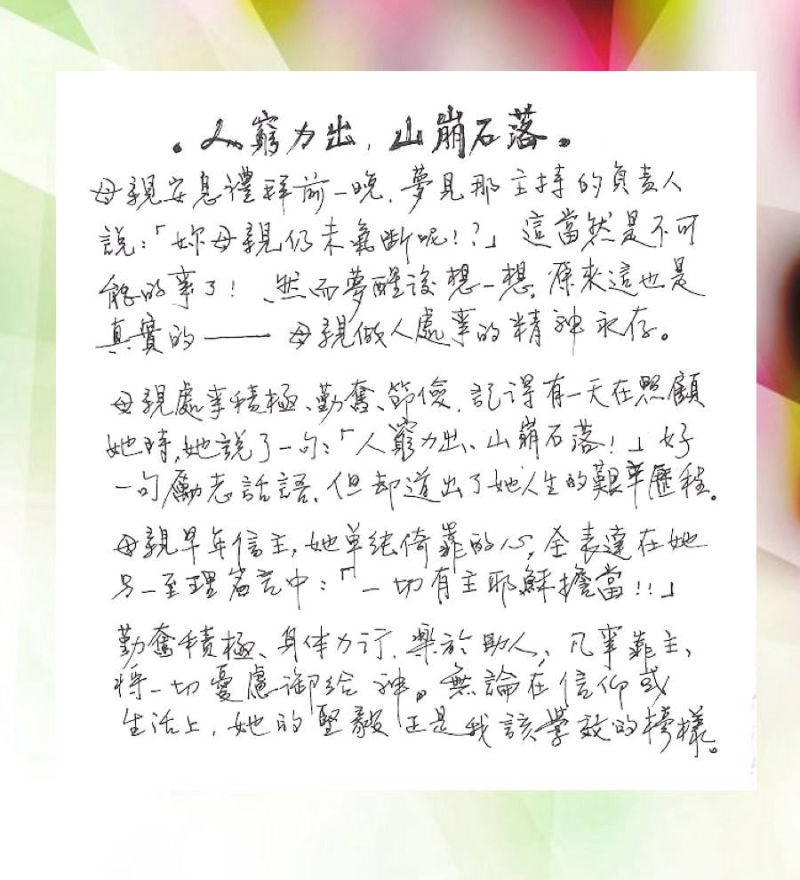 。人窮力出，山崩石落。
母親安息禮拜前一晚，夢見那主持的負責人
說：「妳母親仍未氣斷呢！？」這當然是不可
能的事了！、然而夢醒後想一想，原來這也是
真實的——母親做人處事的精神永存。
母親處事積極、勤奮、節儉，記得有一天在照顧
她時，她說了一句：「人窮力出、山崩石落！」好
一句勵志話語，但却道出了她人生的艱辛歷程。
母親早年信主，她单純倚靠的心，全表達在她
另一至理名言中：「一切有主耶穌擔當！！」
勤奮積極、身体力行，樂於助人，凡事靠主，
將一切憂慮卸給神。無論在信仰或
生活上，她的堅毅正是我該學效的榜樣。